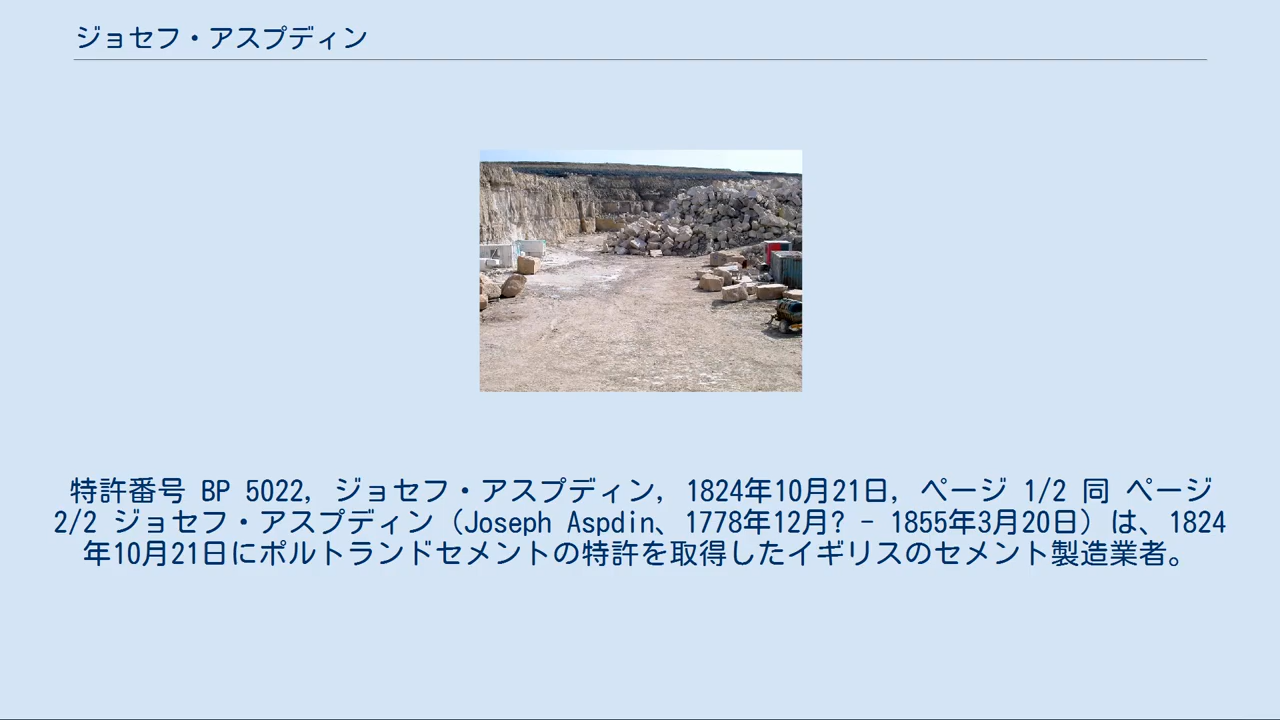 ジョセフ・アスプディン
特許番号 BP 5022, ジョセフ・アスプディン, 1824年10月21日, ページ 1/2 同 ページ
2/2 ジョセフ・アスプディン（Joseph Aspdin、1778年12月? - 1855年3月20日）は、1824
年10月21日にポルトランドセメントの特許を取得したイギリスのセメント製造業者。